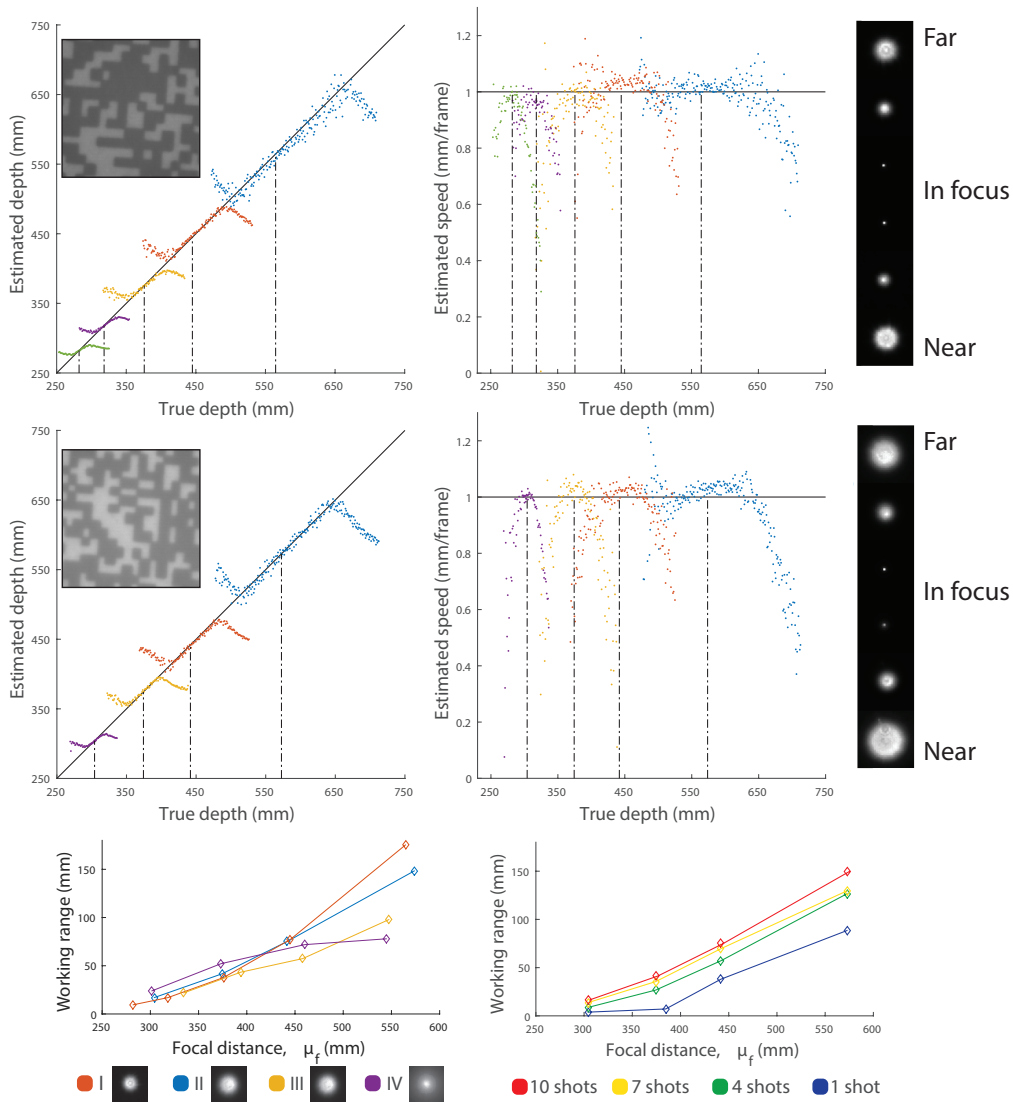 750
650
550
450
350
250
Estimated depth (mm)
250 350 450 550 650 750
True depth (mm)
1.2
1
0.8
0.6
0.4
0.2
0
Estimated speed (mm/frame)
250 350 450 550 650 750
True depth (mm)
Far
In focus
Near
750
650
550
450
350
250
Estimated depth (mm)
250 350 450 550 650 750
True depth (mm)
1.2
1
0.8
0.6
0.4
0.2
0
Estimated speed (mm/frame)
250 350 450 550 650 750
True depth (mm)
Far
In focus
Near
150
100
50
0
Working range (mm)
250 300 350 400 450 500 550 600
Focal distance, μf (mm)
I II III IV
150
100
50
0
Working range (mm)
250 300 350 400 450 500 550 600
Focal distance, μf (mm)
10 shots 7 shots 4 shots 1 shot